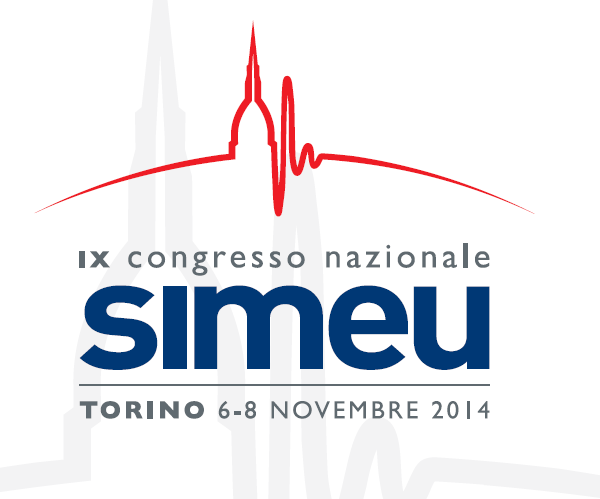 IX congresso nazionale
simeu
TORINO 6-8 NOVEMBRE 2014